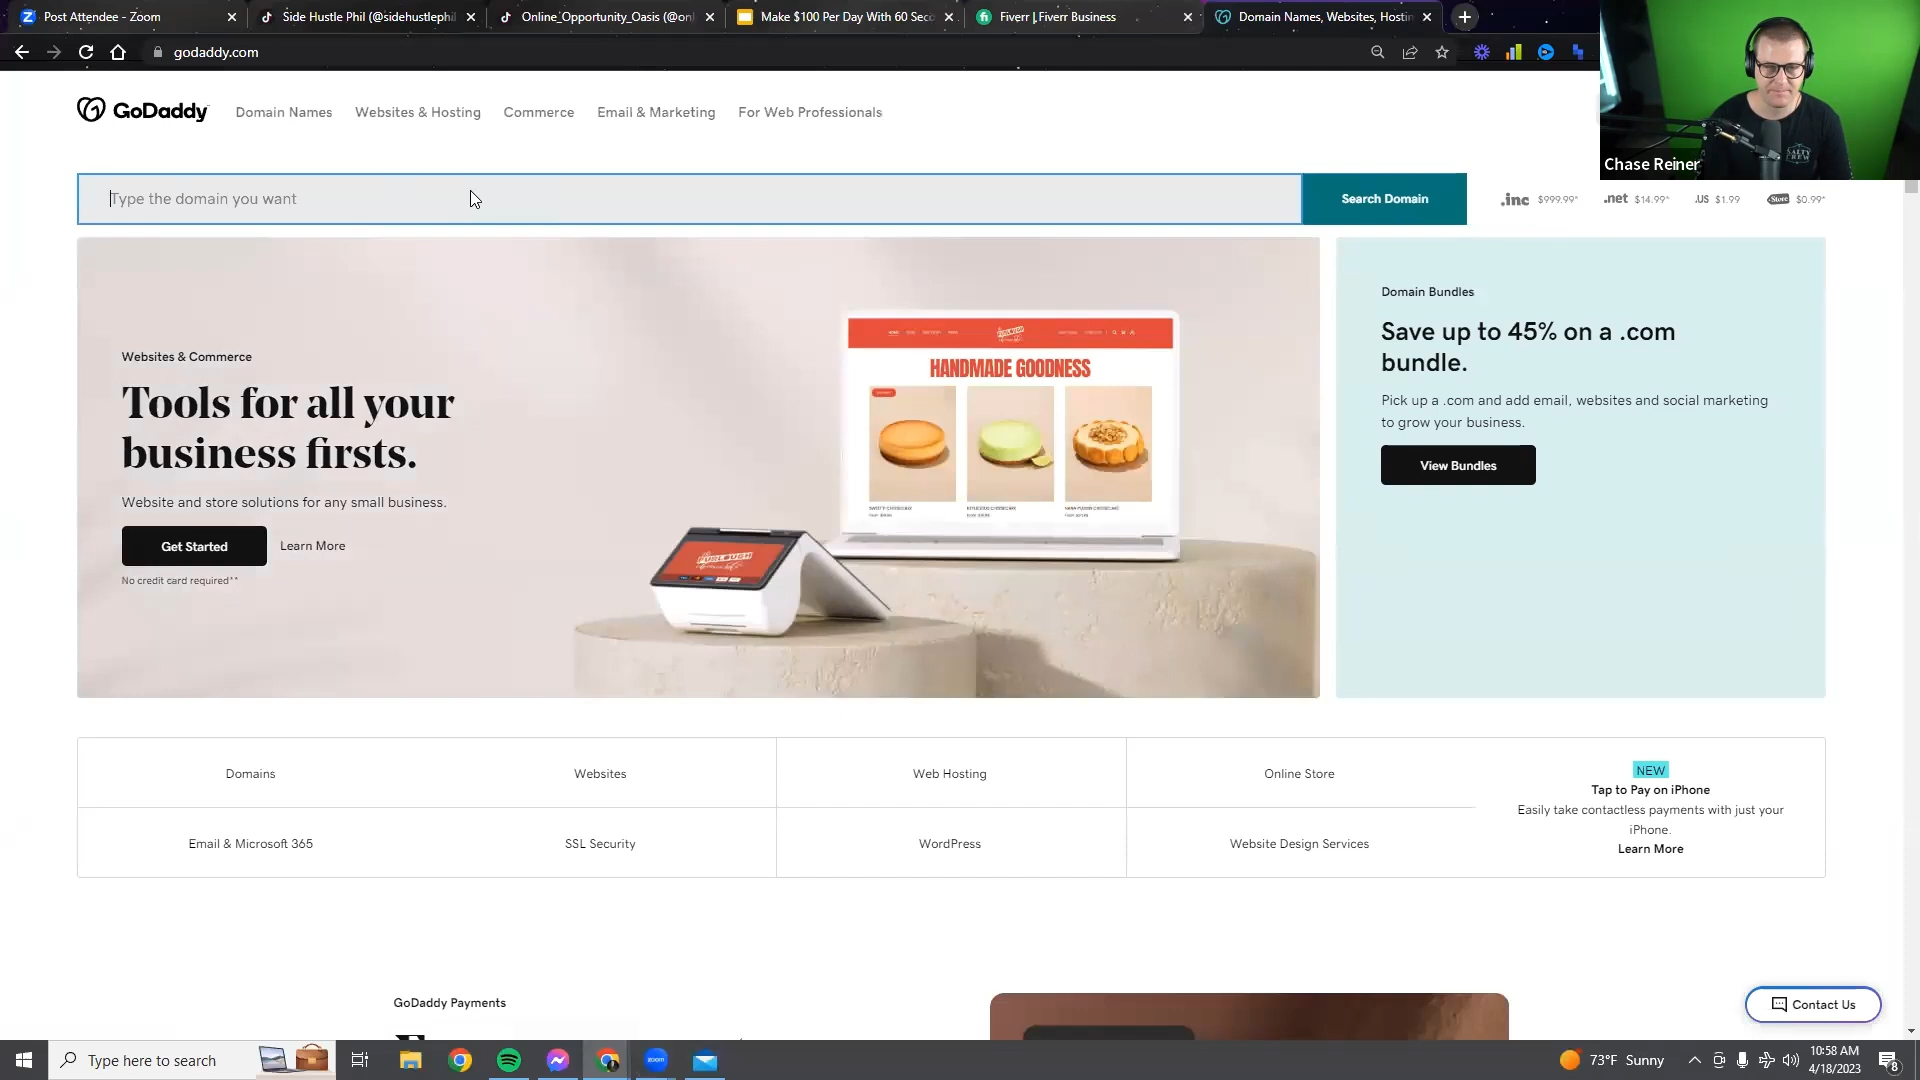 Post Attendee - Zoom
Side Hustle Phil (@sidehustlephil
Online_Opportunity_Oasis (@onl
Make $100 Per Day With 60 Sec
Fiverr | Fiverr Business
Domain Names, Websites, Hostin
godaddy.com
GoDaddy
Domain Names
Websites & Hosting
Commerce
Email & Marketing
For Web Professionals
SALTY
CREW
Chase Reiner
Type the domain you want
Search Domain
.inc $999.99*
.net $14.99*
.US $1.99
.Store $0.99*
Websites & Commerce
Tools for all your
business firsts.
Website and store solutions for any small business.
Get Started
Learn More
No credit card required**
HANDMADE GOODNESS
Domain Bundles
Save up to 45% on a .com
bundle.
Pick up a .com and add email, websites and social marketing
to grow your business.
View Bundles
Domains
Websites
Web Hosting
Online Store
Email & Microsoft 365
SSL Security
WordPress
Website Design Services
NEW
Tap to Pay on iPhone
Easily take contactless payments with just your
iPhone.
Learn More
GoDaddy Payments
Contact Us
Type here to search
zoom
73°F Sunny
10:58 AM
4/18/2023
8